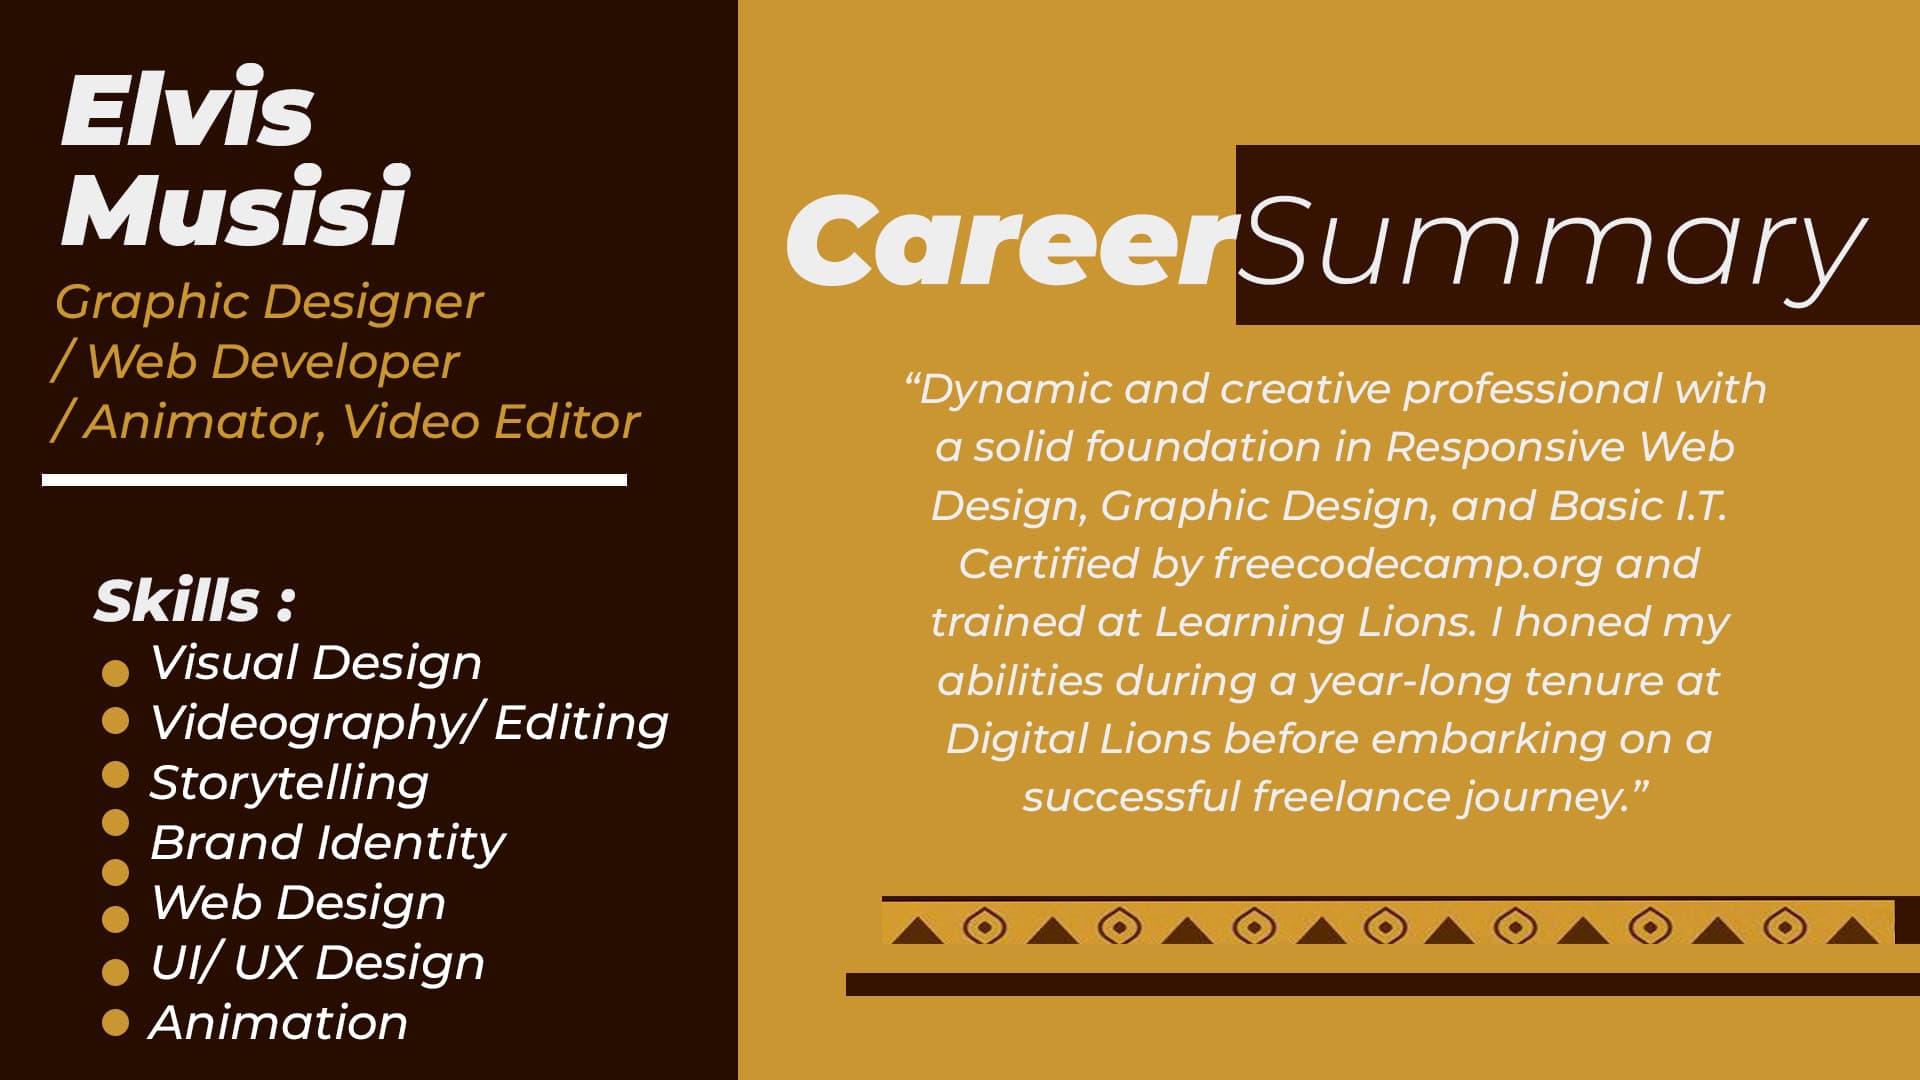 Elvis
Musisi
Graphic Designer
/ Web Developer
/ Animator, Video Editor
Skills :
Visual Design
Videography/ Editing
Storytelling
Brand Identity
Web Design
UI/ UX Design
Animation
CareerSummary
“Dynamic and creative professional with
a solid foundation in Responsive Web
Design, Graphic Design, and Basic I.T.
Certified by freecodecamp.org and
trained at Learning Lions. I honed my
abilities during a year-long tenure at
Digital Lions before embarking on a
successful freelance journey.”